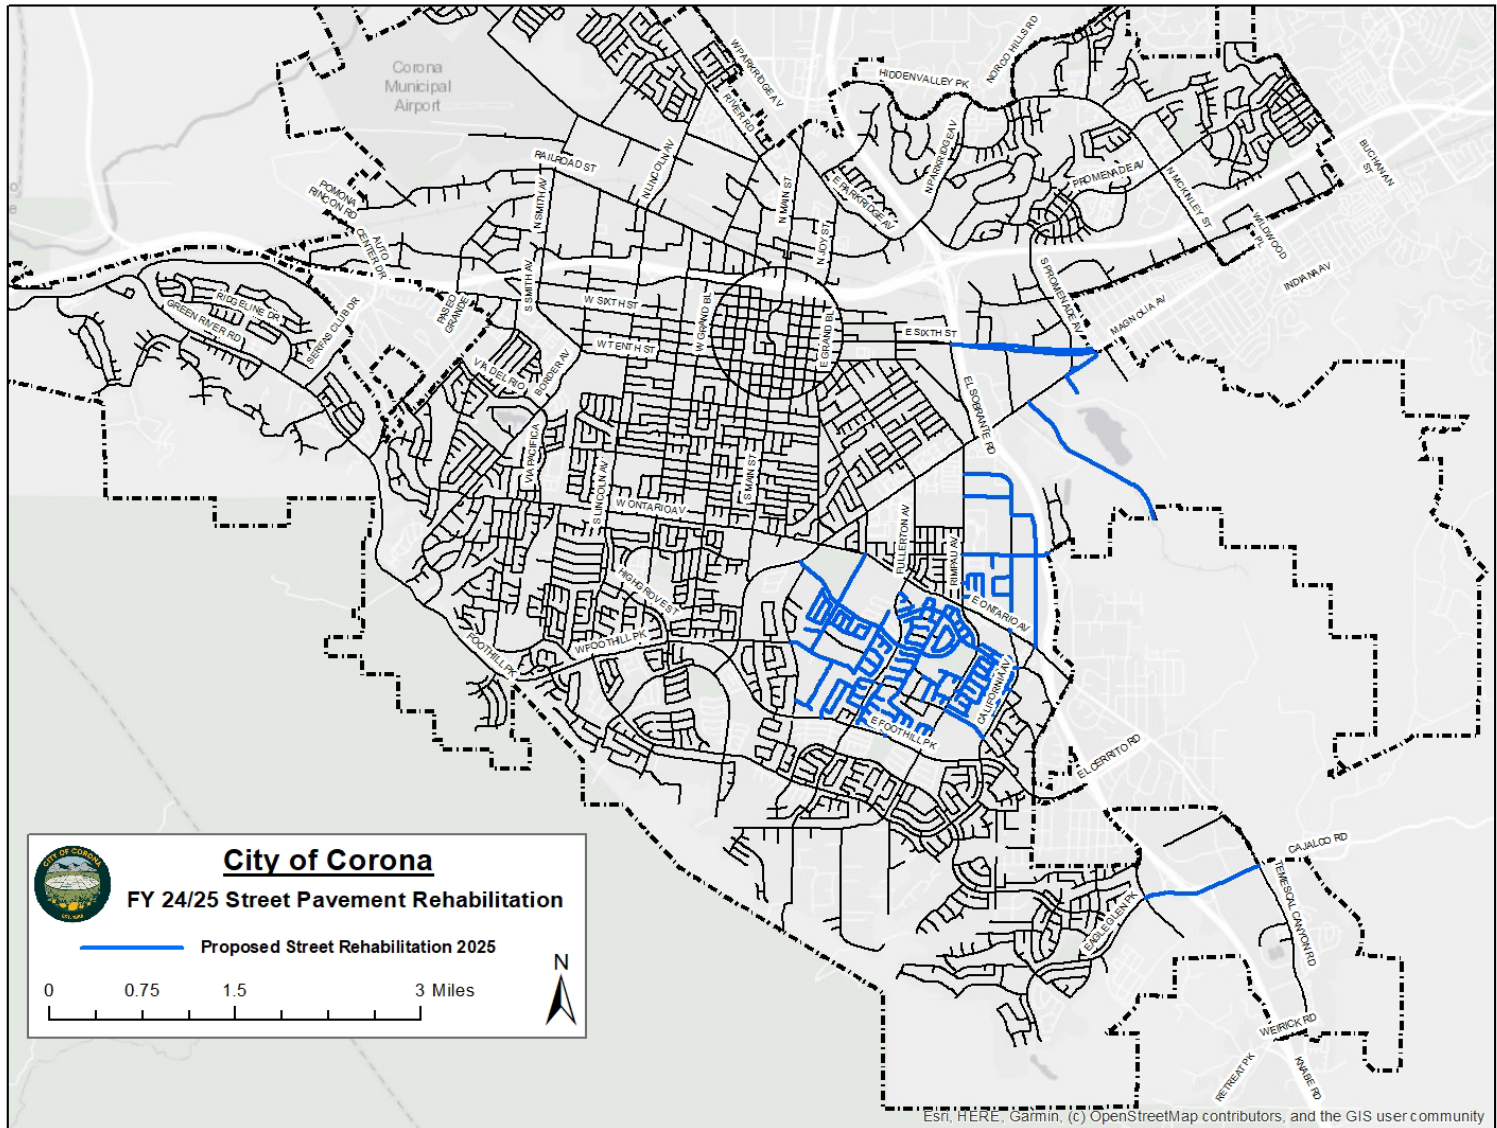 Corona
Municipal
Airport
W PARKRIDGE AV
RIVER RD
HIDDENVALLEY PK
NORCO HILLS RD
BUCHANAN
ST
RAILROAD ST
N LINCOLN AV
N SMITH AV
N MAIN ST
N JOY ST
E PARKRIDGE AV
N PARKRIDGE AV
PROMENADE AV
N MCKINLEY ST
WILDWOOD
PL
INDIANA AV
POMONA
RINCON RD
AUTO
CENTER DR
S PROMENADE AV
MAGNOLIA AV
RIDGELINE DR
GREEN RIVER RD
SERFAS CLUB DR
PASEO
GRANDE
S SMITH AV
W SIXTH ST
W GRAND BL
E GRAND BL
E SIXTH ST
W TENTH ST
VIA DEL RIO
BORDER AV
EL SOBRANTE RD
VIA PACIFICA
S LINCOLN AV
S MAIN ST
W ONTARIO AV
FULLERTON AV
RIMPAU AV
HIGHGROVE ST
E ONTARIO AV
FOOTHILL PK
W FOOTHILL PK
CALIFORNIA AV
E FOOTHILL PK
EL CERRITO RD
CAJALCO RD
TEMESCAL CANYON RD
EAGLE GLEN PK
WEIRICK RD
RETREAT PK
KNABE RD
CITY OF CORONA
City of Corona
FY 24/25 Street Pavement Rehabilitation
Proposed Street Rehabilitation 2025
N
0 0.75 1.5 3 Miles
Esri, HERE, Garmin, (c) OpenStreetMap contributors, and the GIS user community